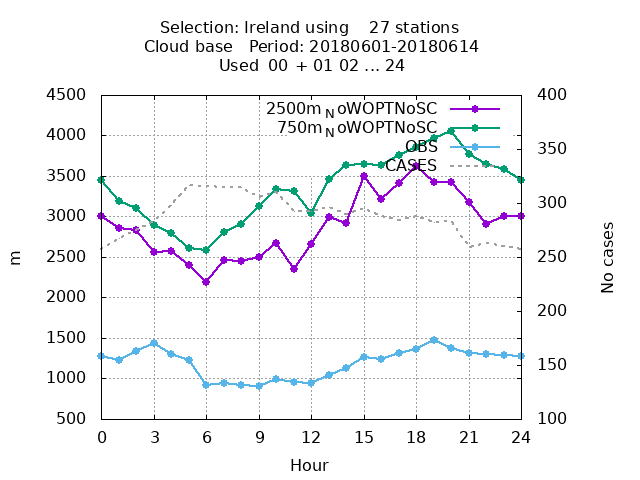 Selection: Ireland using 27 stations
Cloud base Period: 20180601-20180614
Used 00 + 01 02 ... 24
4500 400
2500m NoWOPTNoSC
4000 750m NoWOPTNoSC
OBS 350
CASES
3500
3000 300
2500 250
2000 200
1500 150
1000
500 100
m
No cases
0 3 6 9 12 15 18 21 24
Hour